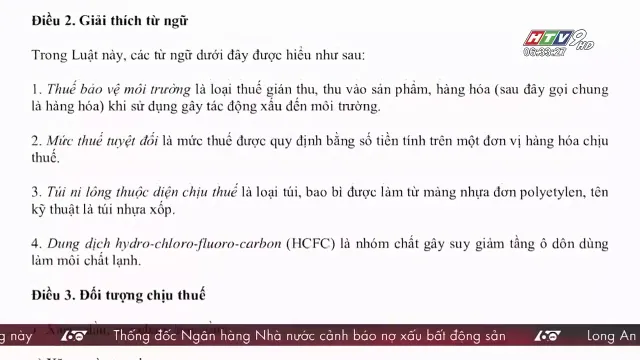 Điều 2. Giải thích từ ngữ
HTV9 HD
06:33:27
Trong Luật này, các từ ngữ dưới đây được hiểu như sau:
1. Thuế bảo vệ môi trường là loại thuế gián thu, thu vào sản phẩm, hàng hóa (sau đây gọi chung
là hàng hóa) khi sử dụng gây tác động xấu đến môi trường.
2. Mức thuế tuyệt đối là mức thuế được quy định bằng số tiền tính trên một đơn vị hàng hóa chịu
thuế.
3. Túi ni lông thuộc diện chịu thuế là loại túi, bao bì được làm từ màng nhựa đơn polyetylen, tên
kỹ thuật là túi nhựa xốp.
4. Dung dịch hydro-chloro-fluoro-carbon (HCFC) là nhóm chất gây suy giảm tầng ô dôn dùng
làm môi chất lạnh.
Điều 3. Đối tượng chịu thuế
g này 60 Thống đốc Ngân hàng Nhà nước cảnh báo nợ xấu bất động sản 60 Long An